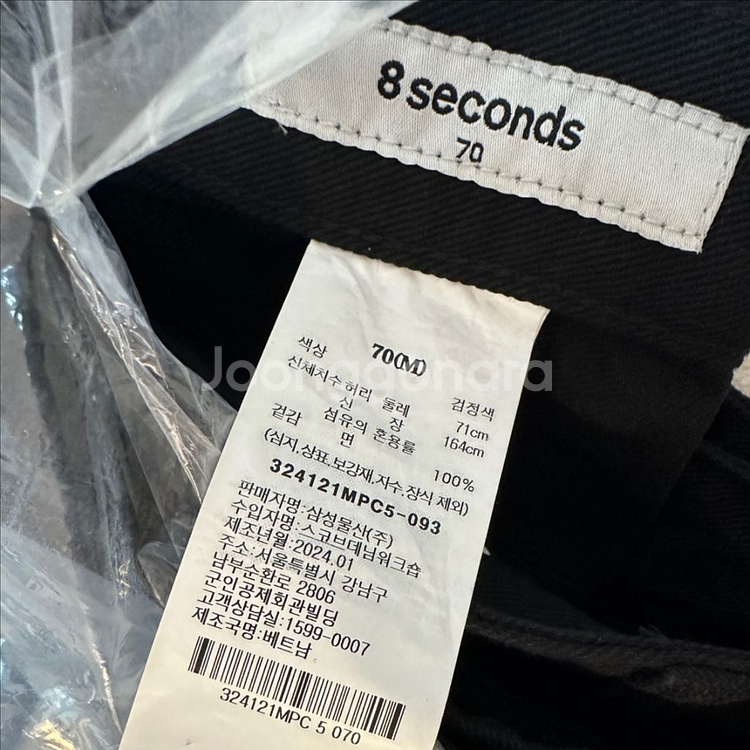 8 seconds
70
Joonggonara
70(M)
색상 검정색
신체치수 허리 둘레 71cm
신 장 164cm
겉감 섬유의 혼용률
면 100%
(심지,상표,보강재,자수,장식 제외)
324121MPC5-093
판매자명:삼성물산(주)
수입자명:스코브데님워크숍
제조년월:2024.01
주소:서울특별시 강남구
남부순환로 2806
군인공제회관빌딩
고객상담실:1599-0007
제조국명:베트남
324121MPC 5 070